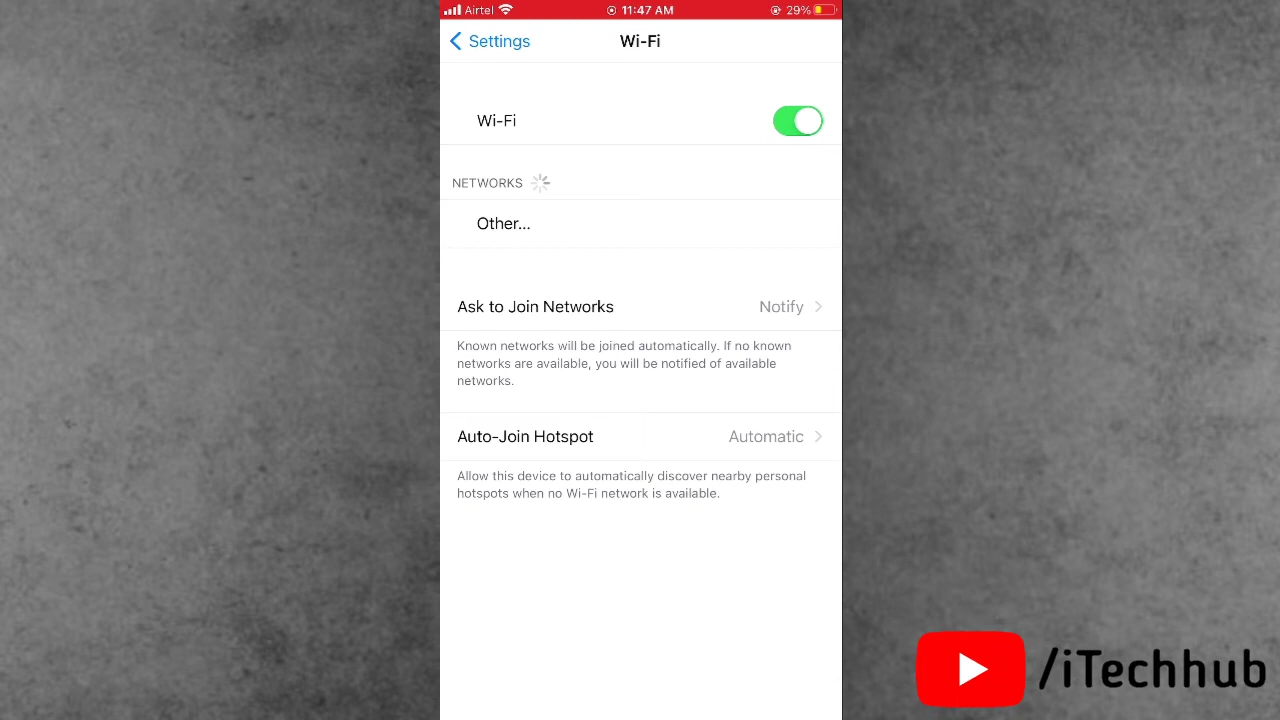 Airtel 11:47 AM 29%
Settings Wi-Fi
Wi-Fi
NETWORKS
Other...
Ask to Join Networks Notify
Known networks will be joined automatically. If no known
networks are available, you will be notified of available
networks.
Auto-Join Hotspot Automatic
Allow this device to automatically discover nearby personal
hotspots when no Wi-Fi network is available.
/iTechhub